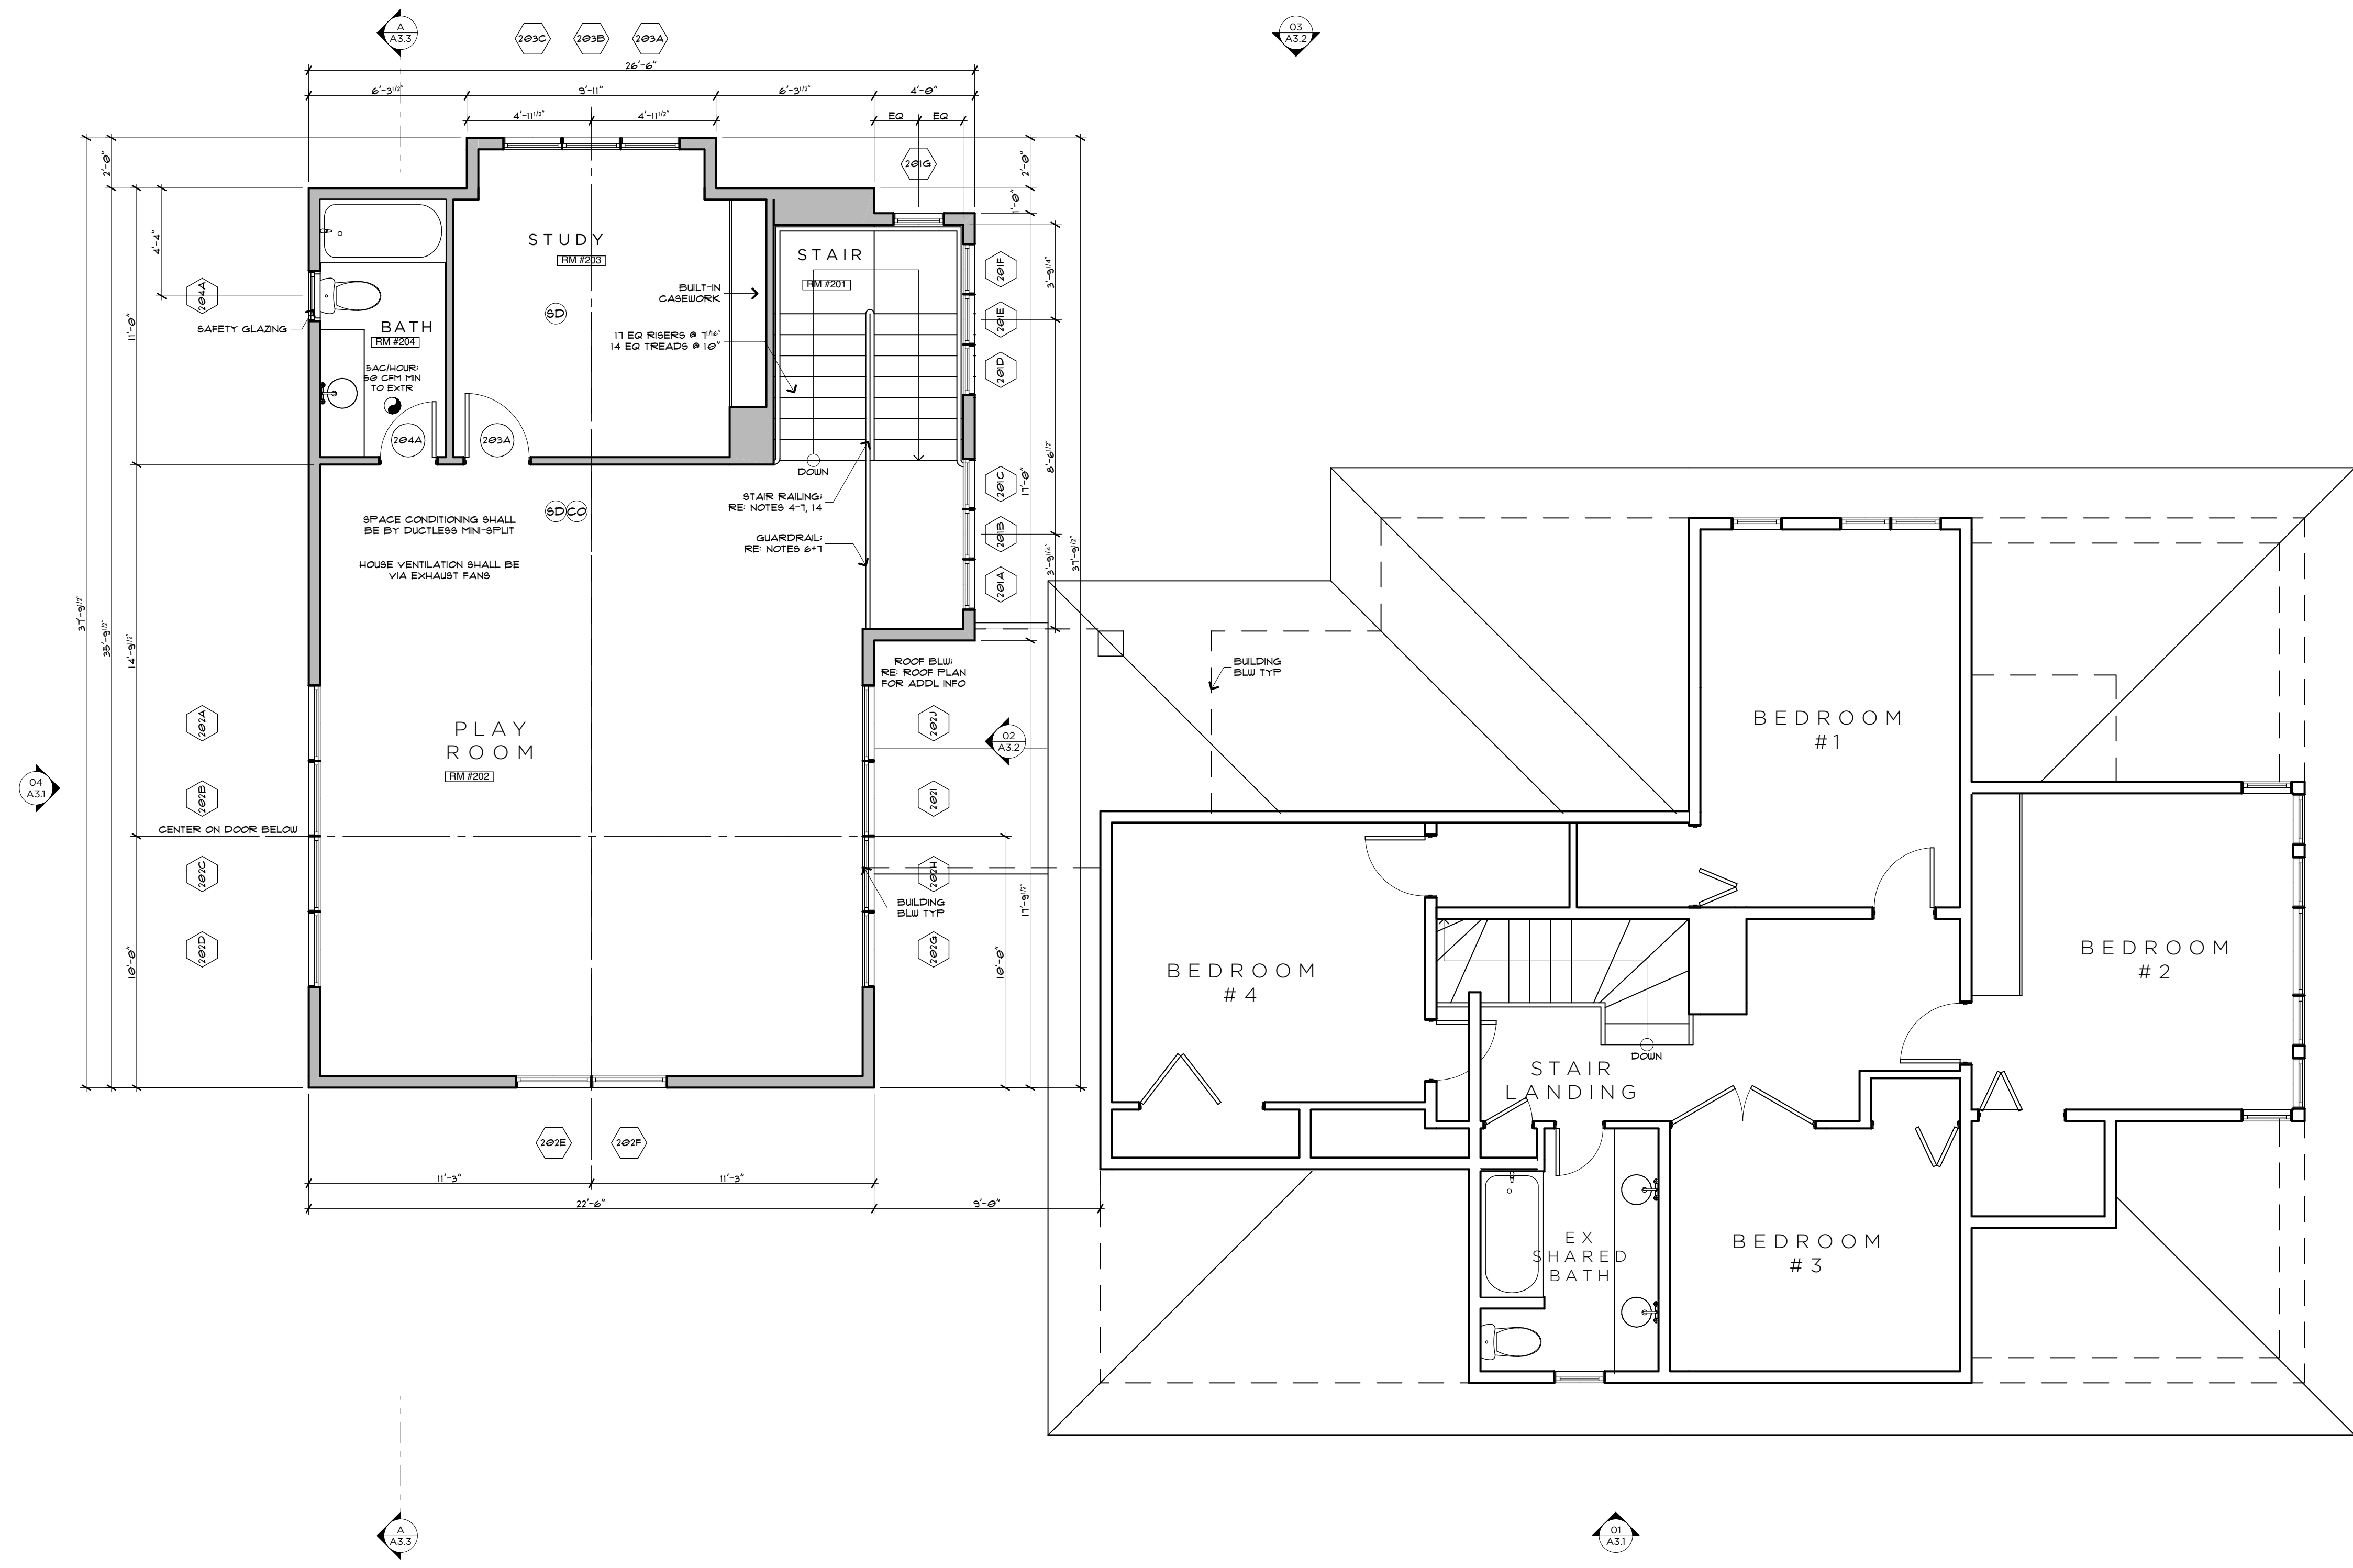 A
A3.3
203C
203B
203A
03
A3.2
26'-6"
6'-3 1/2"
9'-11"
6'-3 1/2"
4'-0"
4'-11 1/2"
4'-11 1/2"
EQ
EQ
201G
2'-0"
2'-0"
1'-0"
4'-4"
11'-0"
STUDY
RM #203
STAIR
RM #201
201F
201E
201D
3'-9 1/4"
204A
SAFETY GLAZING
BATH
RM #204
5AC/HOUR;
50 CFM MIN
TO EXTR
SD
BUILT-IN
CASEWORK
17 EQ RISERS @ 7 1/16"
14 EQ TREADS @ 10"
204A
203A
DOWN
8'-6 1/2"
17'-0"
201C
201B
201A
3'-9 1/4"
37'-9 1/2"
STAIR RAILING;
RE: NOTES 4-7, 14
SD
CO
SPACE CONDITIONING SHALL
BE BY DUCTLESS MINI-SPLIT
HOUSE VENTILATION SHALL BE
VIA EXHAUST FANS
GUARDRAIL;
RE: NOTES 6+7
37'-9 1/2"
35'-9 1/2"
14'-9 1/2"
ROOF BLW;
RE: ROOF PLAN
FOR ADDL INFO
BUILDING
BLW TYP
202A
202B
202C
202D
PLAY
ROOM
RM #202
202J
202I
202H
202G
02
A3.2
04
A3.1
CENTER ON DOOR BELOW
BUILDING
BLW TYP
10'-0"
10'-0"
17'-9 1/2"
BEDROOM
#1
BEDROOM
#2
BEDROOM
#4
DOWN
STAIR
LANDING
202E
202F
11'-3"
11'-3"
22'-6"
9'-0"
EX
SHARED
BATH
BEDROOM
#3
A
A3.3
01
A3.1